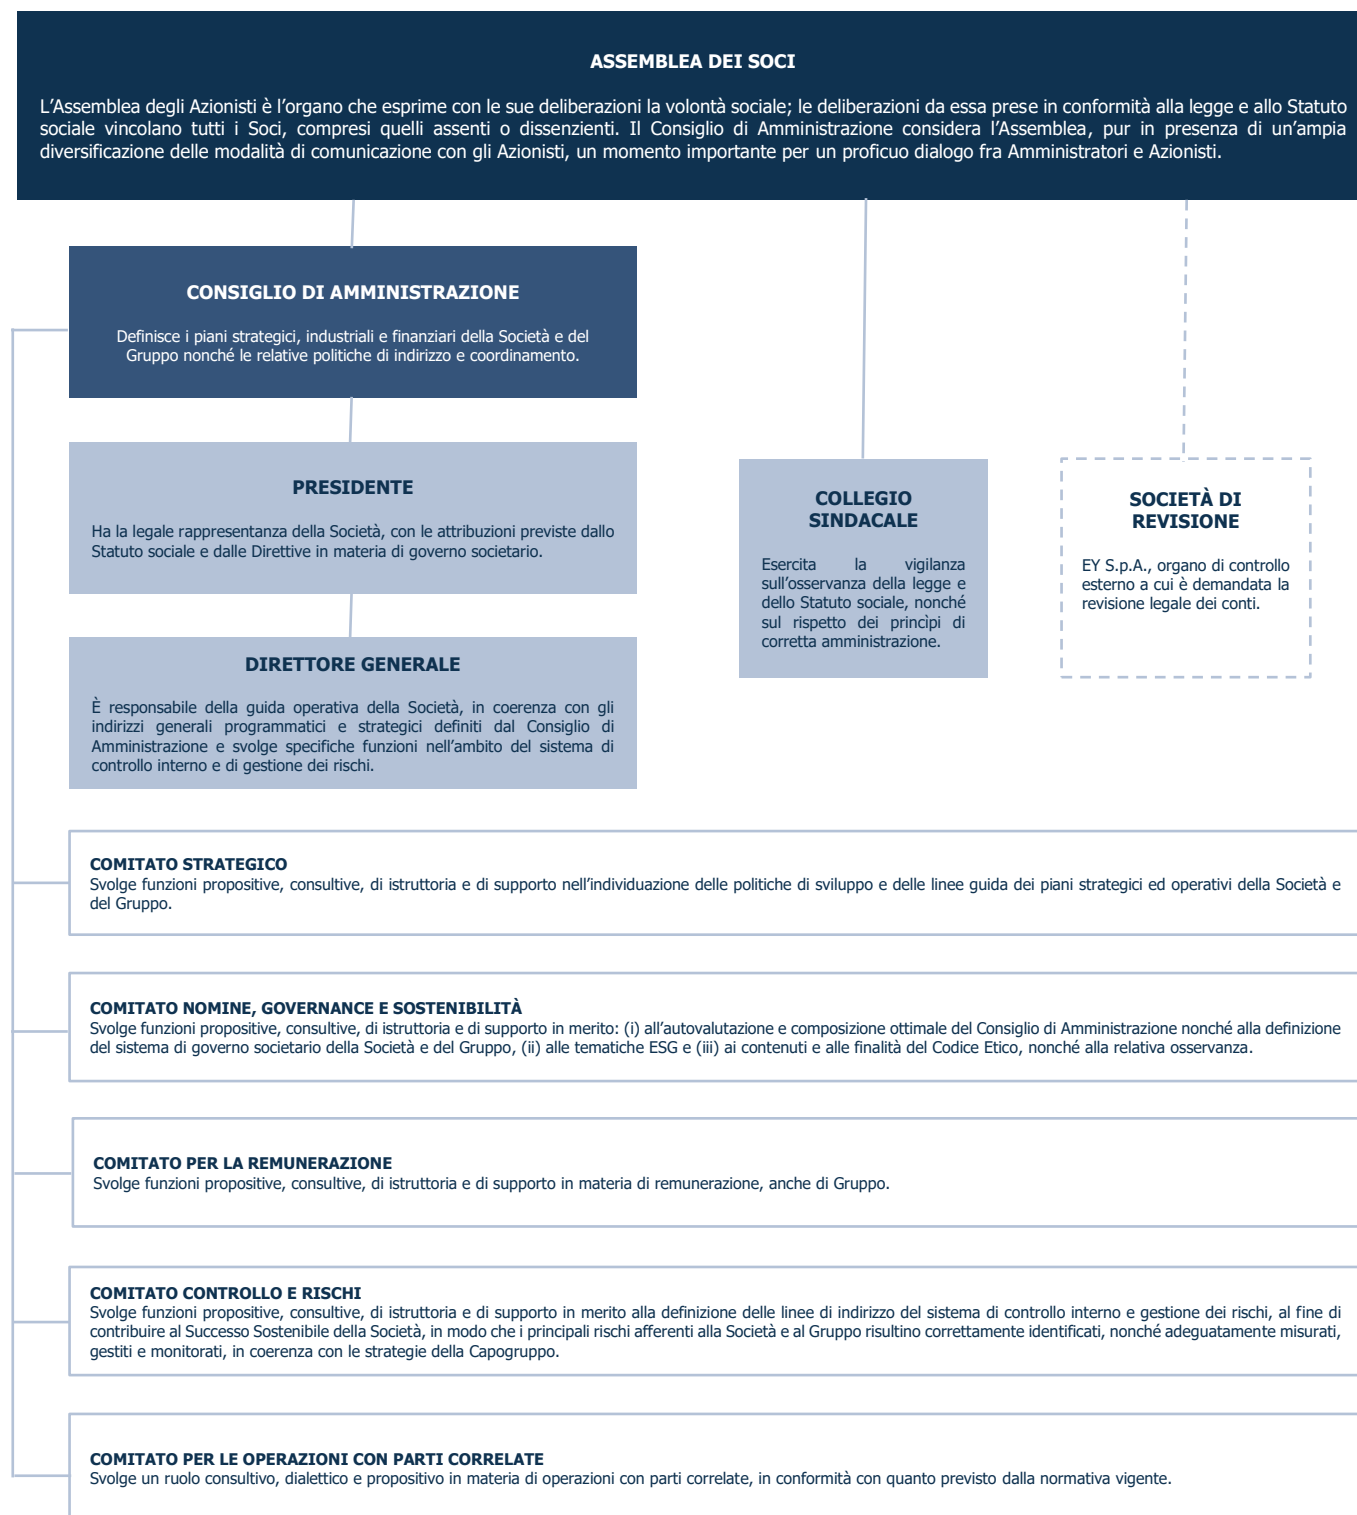 ASSEMBLEA DEI SOCI
L'Assemblea degli Azionisti è l'organo che esprime con le sue deliberazioni la volontà sociale; le deliberazioni da essa prese in conformità alla legge e allo Statuto
sociale vincolano tutti i Soci, compresi quelli assenti o dissenzienti. Il Consiglio di Amministrazione considera l'Assemblea, pur in presenza di un'ampia
diversificazione delle modalità di comunicazione con gli Azionisti, un momento importante per un proficuo dialogo fra Amministratori e Azionisti.
CONSIGLIO DI AMMINISTRAZIONE
Definisce i piani strategici, industriali e finanziari della Società e del
Gruppo nonché le relative politiche di indirizzo e coordinamento.
PRESIDENTE
Ha la legale rappresentanza della Società, con le attribuzioni previste dallo
Statuto sociale e dalle Direttive in materia di governo societario.
DIRETTORE GENERALE
È responsabile della guida operativa della Società, in coerenza con gli
indirizzi generali programmatici e strategici definiti dal Consiglio di
Amministrazione e svolge specifiche funzioni nell'ambito del sistema di
controllo interno e di gestione dei rischi.
COLLEGIO
SINDACALE
Esercita la vigilanza
sull'osservanza della legge e
dello Statuto sociale, nonché
sul rispetto dei princìpi di
corretta amministrazione.
SOCIETÀ DI
REVISIONE
EY S.p.A., organo di controllo
esterno a cui è demandata la
revisione legale dei conti.
COMITATO STRATEGICO
Svolge funzioni propositive, consultive, di istruttoria e di supporto nell'individuazione delle politiche di sviluppo e delle linee guida dei piani strategici ed operativi della Società e
del Gruppo.
COMITATO NOMINE, GOVERNANCE E SOSTENIBILITÀ
Svolge funzioni propositive, consultive, di istruttoria e di supporto in merito: (i) all'autovalutazione e composizione ottimale del Consiglio di Amministrazione nonché alla definizione
del sistema di governo societario della Società e del Gruppo, (ii) alle tematiche ESG e (iii) ai contenuti e alle finalità del Codice Etico, nonché alla relativa osservanza.
COMITATO PER LA REMUNERAZIONE
Svolge funzioni propositive, consultive, di istruttoria e di supporto in materia di remunerazione, anche di Gruppo.
COMITATO CONTROLLO E RISCHI
Svolge funzioni propositive, consultive, di istruttoria e di supporto in merito alla definizione delle linee di indirizzo del sistema di controllo interno e gestione dei rischi, al fine di
contribuire al Successo Sostenibile della Società, in modo che i principali rischi afferenti alla Società e al Gruppo risultino correttamente identificati, nonché adeguatamente misurati,
gestiti e monitorati, in coerenza con le strategie della Capogruppo.
COMITATO PER LE OPERAZIONI CON PARTI CORRELATE
Svolge un ruolo consultivo, dialettico e propositivo in materia di operazioni con parti correlate, in conformità con quanto previsto dalla normativa vigente.